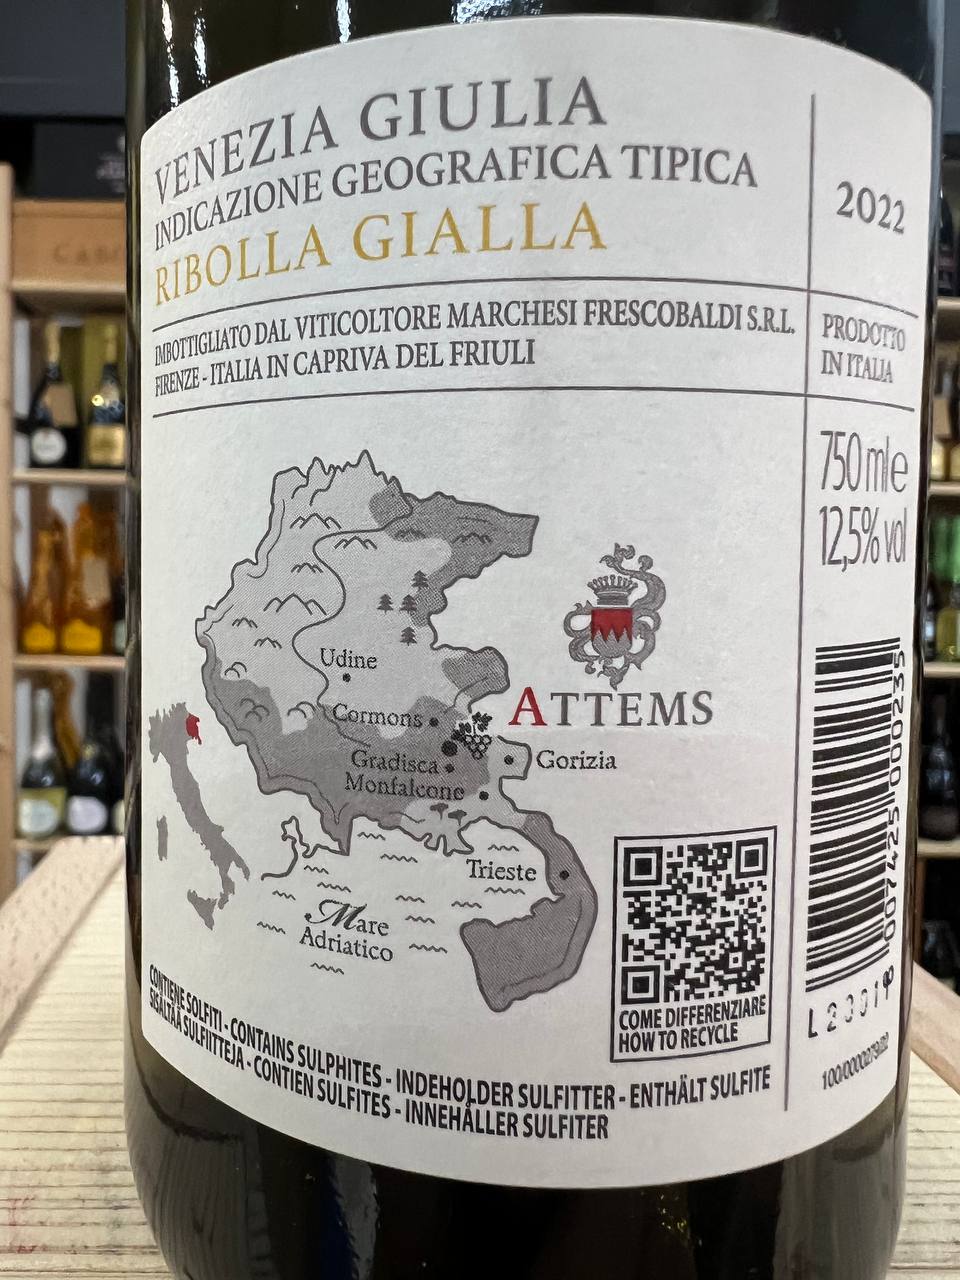 VENEZIA GIULIA
INDICAZIONE GEOGRAFICA TIPICA
RIBOLLA GIALLA
2022
IMBOTTIGLIATO DAL VITICOLTORE MARCHESI FRESCOBALDI S.R.L.
FIRENZE - ITALIA IN CAPRIVA DEL FRIULI
PRODOTTO
IN ITALIA
750 ml e
12,5% vol
Udine
Cormons
Gradisca
Monfalcone
ATTEMS
Gorizia
Trieste
Mare
Adriatico
COME DIFFERENZIARE
HOW TO RECYCLE
CONTIENE SOLFITI - CONTAINS SULPHITES - INDEHOLDER SULFITTER - ENTHÄLT SULFITE
SISÄLTÄÄ SULFIITTEJA - CONTIEN SULFITES - INNEHÅLLER SULFITER